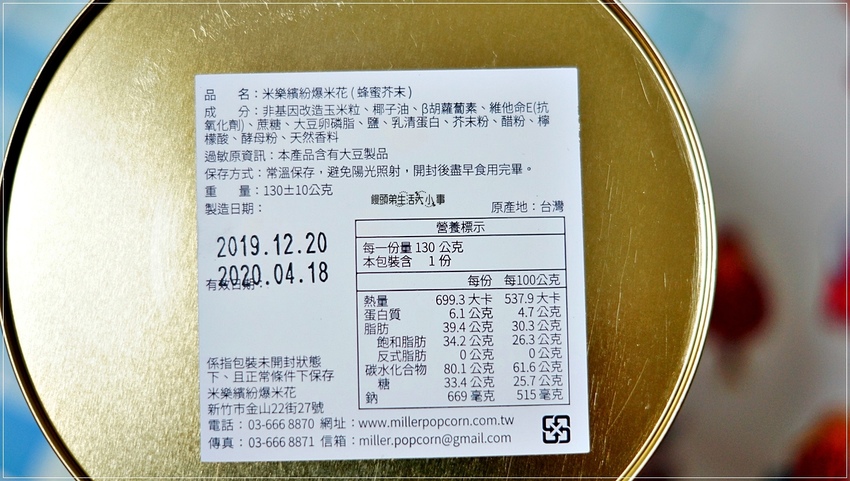 品　　名：米樂繽紛爆米花(蜂蜜芥末)
成　　分：非基因改造玉米粒、椰子油、β胡蘿蔔素、維他命E(抗
氧化劑)、蔗糖、大豆卵磷脂、鹽、乳清蛋白、芥末粉、醋粉、檸
檬酸、酵母粉、天然香料
過敏原資訊：本產品含有大豆製品
保存方式：常溫保存，避免陽光照射，開封後盡早食用完畢。
重　　量：130±10公克
饅頭弟生活大小事
製造日期：
原產地：台灣
2019.12.20
2020.04.18
有效日期：
營養標示
每一份量 130 公克
本包裝含　1 份
每份　每100公克
熱量　699.3 大卡　537.9 大卡
蛋白質　6.1 公克　4.7 公克
脂肪　39.4 公克　30.3 公克
飽和脂肪　34.2 公克　26.3 公克
反式脂肪　0 公克　0 公克
碳水化合物　80.1 公克　61.6 公克
糖　33.4 公克　25.7 公克
鈉　669 毫克　515 毫克
係指包裝未開封狀態
下、且正常條件下保存
米樂繽紛爆米花
新竹市金山22街27號
電話：03-666 8870 網址：www.millerpopcorn.com.tw
傳真：03-666 8871 信箱：miller.popcorn@gmail.com